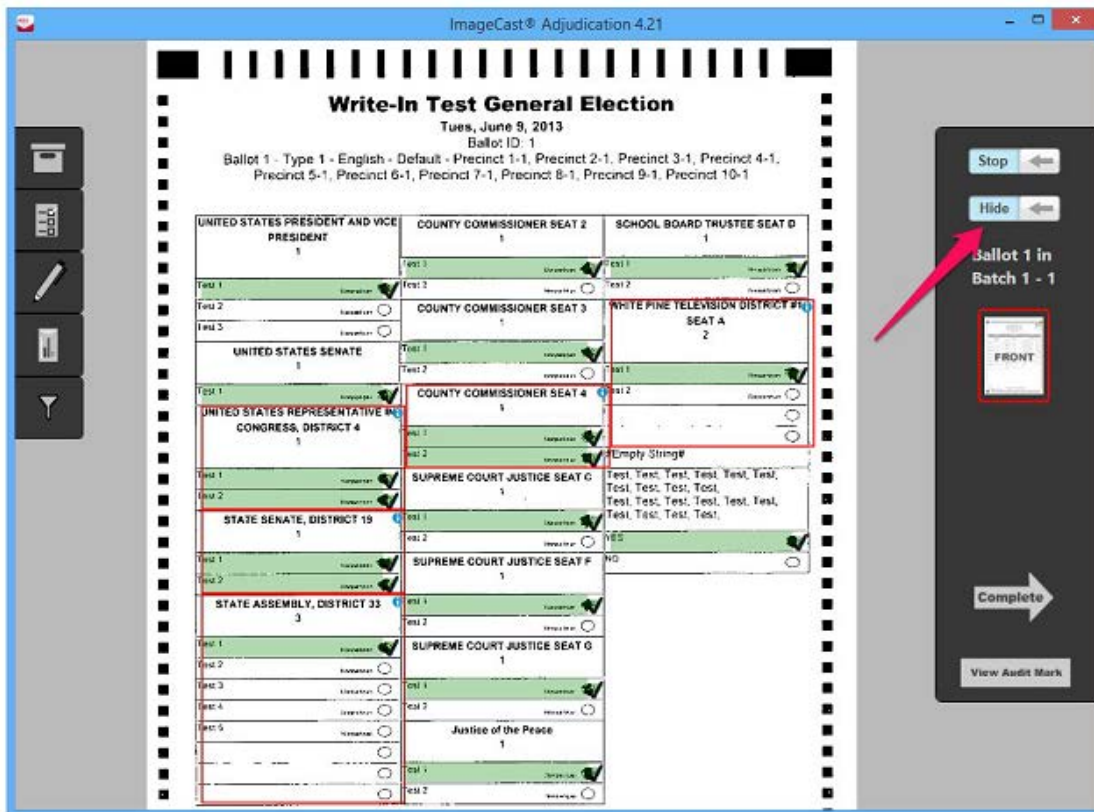 ImageCast® Adjudication 4.21
Write-In Test General Election
Tues, June 9, 2013
Ballot ID: 1
Ballot 1 - Type 1 - English - Default - Precinct 1-1, Precinct 2-1, Precinct 3-1, Precinct 4-1,
Precinct 5-1, Precinct 6-1, Precinct 7-1, Precinct 8-1, Precinct 9-1, Precinct 10-1
UNITED STATES PRESIDENT AND VICE
PRESIDENT
1
Test 1
Test 2
Test 3
UNITED STATES SENATE
1
Test 1
UNITED STATES REPRESENTATIVE IN
CONGRESS, DISTRICT 4
1
Test 1
Test 2
STATE SENATE, DISTRICT 19
1
Test 1
Test 2
STATE ASSEMBLY, DISTRICT 33
3
Test 1
Test 2
Test 3
Test 4
Test 5
COUNTY COMMISSIONER SEAT 2
1
Test 1
Test 2
COUNTY COMMISSIONER SEAT 3
1
Test 1
Test 2
COUNTY COMMISSIONER SEAT 4
1
Test 1
Test 2
SUPREME COURT JUSTICE SEAT C
1
Test 1
Test 2
SUPREME COURT JUSTICE SEAT F
1
Test 1
Test 2
SUPREME COURT JUSTICE SEAT G
1
Test 1
Test 2
Justice of the Peace
1
Test 1
Test 2
SCHOOL BOARD TRUSTEE SEAT D
1
Test 1
Test 2
WHITE PINE TELEVISION DISTRICT #1
SEAT A
2
Test 1
Test 2
#Empty String#
Test, Test, Test, Test, Test, Test,
Test, Test, Test, Test,
Test, Test, Test, Test, Test, Test,
Test, Test, Test, Test,
YES
NO
Stop
Hide
Ballot 1 in
Batch 1 - 1
FRONT
Complete
View Audit Mark